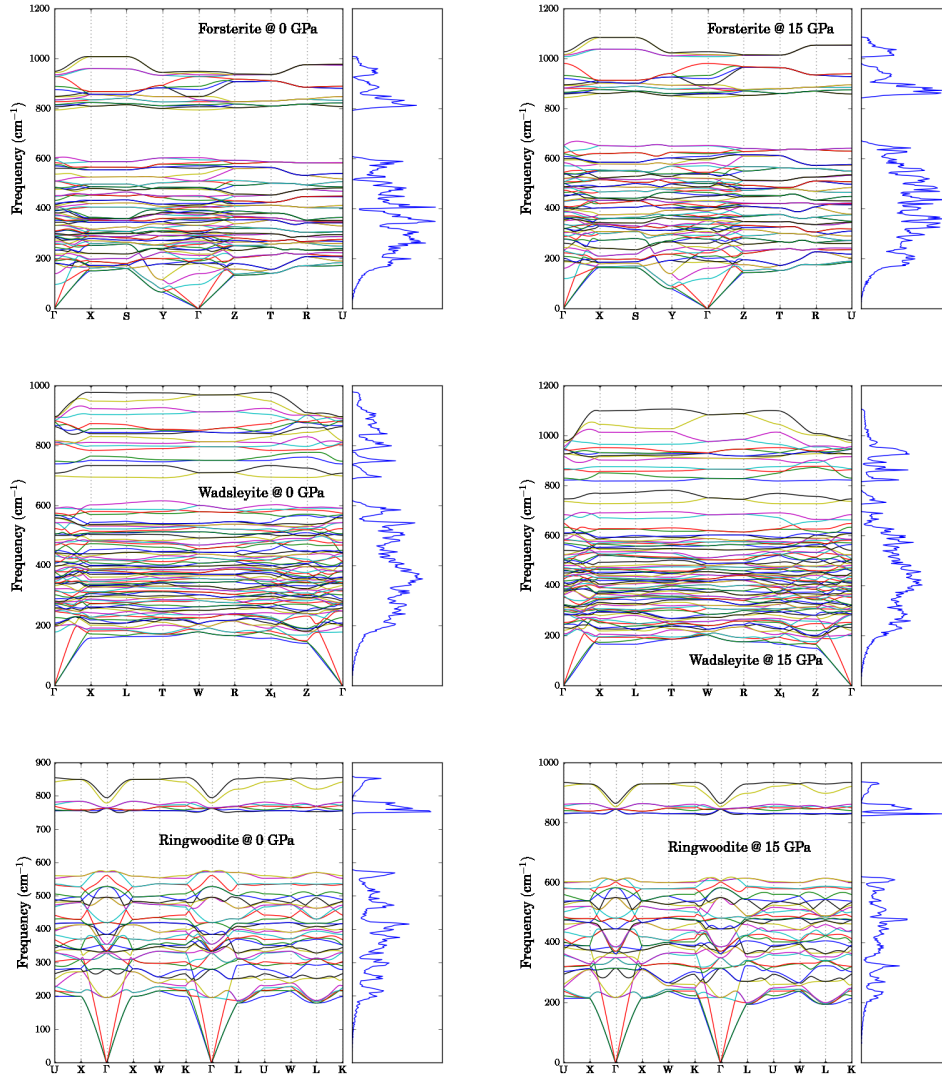 Forsterite @ 0 GPa
Frequency (cm⁻¹)
1200
1000
800
600
400
200
0
Γ X S Y Γ Z T R U
Forsterite @ 15 GPa
Frequency (cm⁻¹)
1200
1000
800
600
400
200
0
Γ X S Y Γ Z T R U
Wadsleyite @ 0 GPa
Frequency (cm⁻¹)
1000
800
600
400
200
0
Γ X L T W R X₁ Z Γ
Wadsleyite @ 15 GPa
Frequency (cm⁻¹)
1200
1000
800
600
400
200
0
Γ X L T W R X₁ Z Γ
Ringwoodite @ 0 GPa
Frequency (cm⁻¹)
900
800
700
600
500
400
300
200
100
0
U X Γ X W K Γ L U W L K
Ringwoodite @ 15 GPa
Frequency (cm⁻¹)
1000
800
600
400
200
0
U X Γ X W K Γ L U W L K